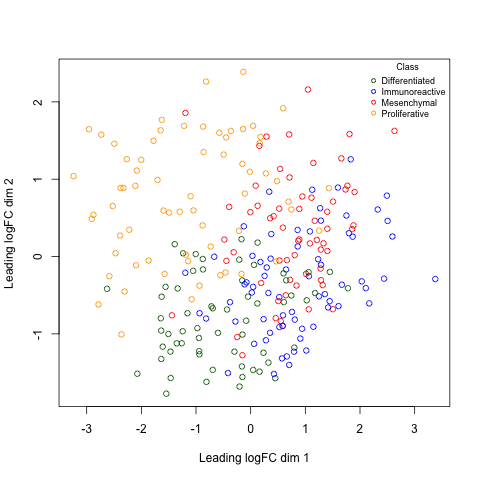 Class
Differentiated
Immunoreactive
Mesenchymal
Proliferative
2
1
0
-1
-3
-2
-1
0
1
2
3
Leading logFC dim 2
Leading logFC dim 1